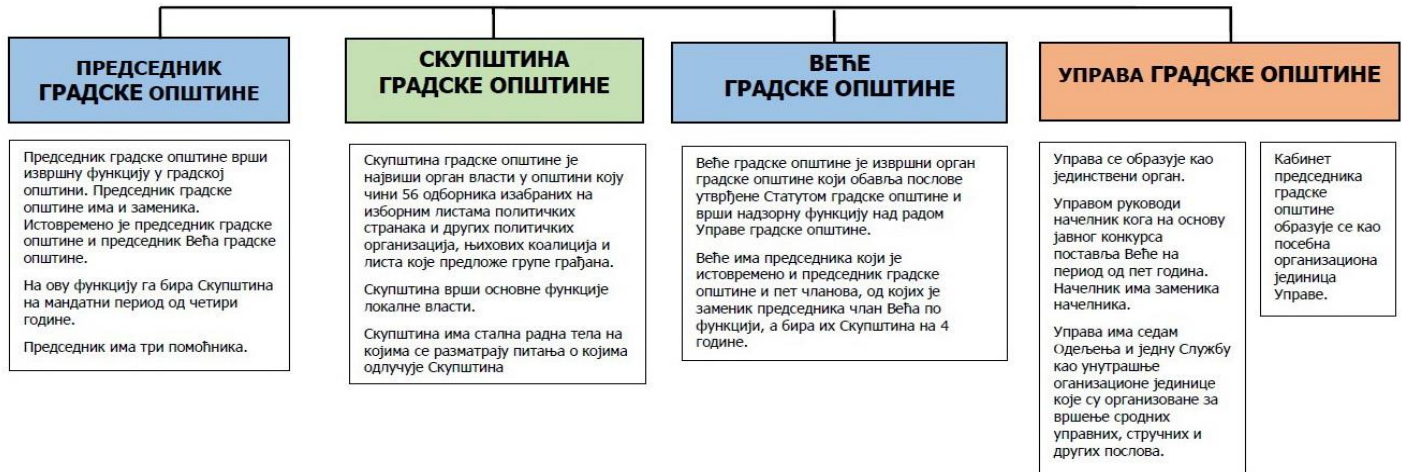 ПРЕДСЕДНИК
ГРАДСКЕ ОПШТИНЕ
Председник градске општине врши
извршну функцију у градској
општини. Председник градске
општине има и заменика.
Истовремено је председник градске
општине и председник Већа градске
општине.
На ову функцију га бира Скупштина
на мандатни период од четири
године.
Председник има три помоћника.
СКУПШТИНА
ГРАДСКЕ ОПШТИНЕ
Скупштина градске општине је
највиши орган власти у општини коју
чини 56 одборника изабраних на
изборним листама политичких
странака и других политичких
организација, њихових коалиција и
листа које предложе групе грађана.
Скупштина врши основне функције
локалне власти.
Скупштина има стална радна тела на
којима се разматрају питања о којима
одлучује Скупштина
ВЕЋЕ
ГРАДСКЕ ОПШТИНЕ
Веће градске општине је извршни орган
градске општине који обавља послове
утврђене Статутом градске општине и
врши надзорну функцију над радом
Управе градске општине.
Веће има председника који је
истовремено и председник градске
општине и пет чланова, од којих је
заменик председника члан Већа по
функцији, а бира их Скупштина на 4
године.
УПРАВА ГРАДСКЕ ОПШТИНЕ
Управа се образује као
јединствени орган.
Управом руководи
начелник кога на основу
јавног конкурса
поставља Веће на
период од пет година.
Начелник има заменика
начелника.
Управа има седам
Одељења и једну Службу
као унутрашње
оганизационе јединице
које су организоване за
вршење сродних
управних, стручних и
других послова.
Кабинет
председника
градске
општине
образује се као
посебна
организациона
јединица
Управе.